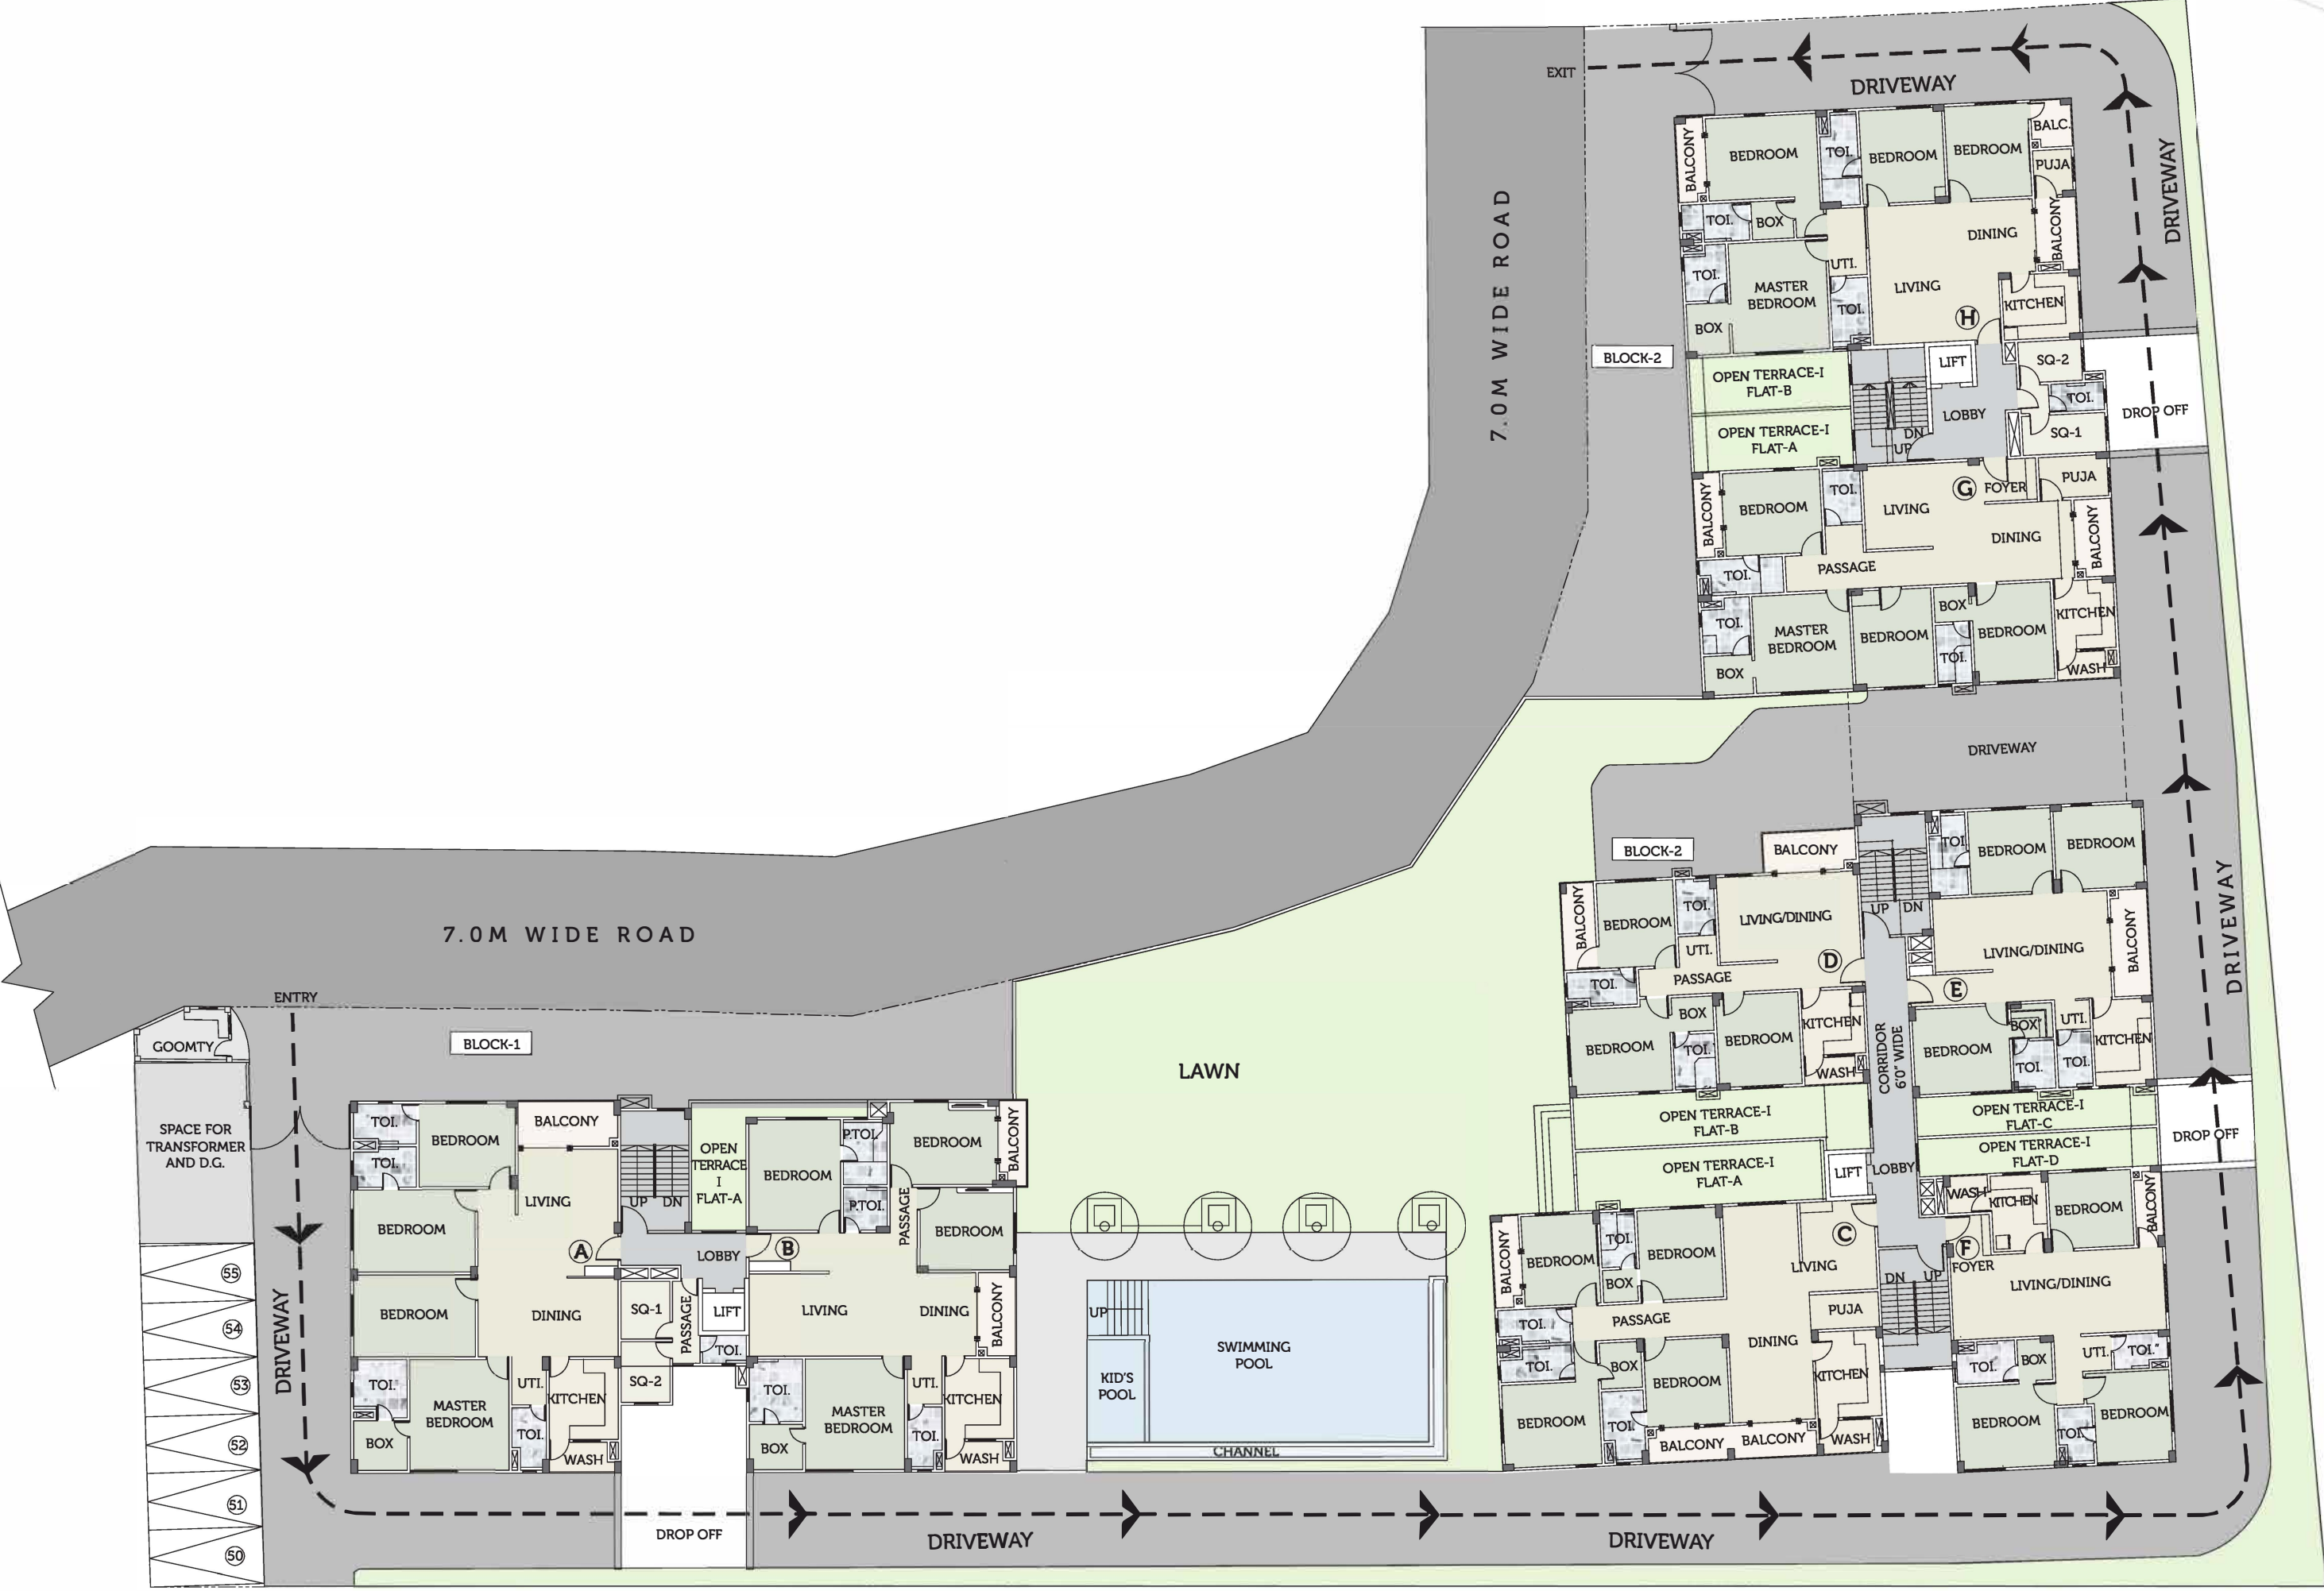 EXIT
DRIVEWAY
DRIVEWAY
7.0M WIDE ROAD
BLOCK-2
BALCONY
BEDROOM
TOI.
BEDROOM
BEDROOM
BALC.
PUJA
TOI.
BOX
DINING
BALCONY
TOI.
MASTER
BEDROOM
UTI.
LIVING
TOI.
KITCHEN
BOX
H
OPEN TERRACE-I
FLAT-B
LIFT
SQ-2
TOI.
LOBBY
DROP OFF
OPEN TERRACE-I
FLAT-A
DN
UP
SQ-1
BALCONY
BEDROOM
TOI.
LIVING
G
FOYER
PUJA
DINING
BALCONY
PASSAGE
TOI.
TOI.
MASTER
BEDROOM
BEDROOM
BOX
BEDROOM
KITCHEN
TOI.
BOX
WASH
DRIVEWAY
BLOCK-2
BALCONY
TOI.
BEDROOM
BEDROOM
BALCONY
BEDROOM
TOI.
LIVING/DINING
UP
DN
UTI.
D
LIVING/DINING
BALCONY
DRIVEWAY
TOI.
PASSAGE
E
BEDROOM
BOX
TOI.
BEDROOM
KITCHEN
WASH
CORRIDOR
6'0" WIDE
BEDROOM
BOX
UTI.
TOI.
TOI.
KITCHEN
OPEN TERRACE-I
FLAT-B
OPEN TERRACE-I
FLAT-C
OPEN TERRACE-I
FLAT-D
DROP OFF
OPEN TERRACE-I
FLAT-A
LIFT
LOBBY
WASH
KITCHEN
BEDROOM
BALCONY
BALCONY
BEDROOM
TOI.
BOX
BEDROOM
LIVING
C
F
FOYER
DN
UP
LIVING/DINING
TOI.
PASSAGE
PUJA
DINING
TOI.
BOX
BEDROOM
KITCHEN
BEDROOM
TOI.
BALCONY
BALCONY
WASH
TOI.
BOX
UTI.
TOI.
BEDROOM
TOI.
BEDROOM
7.0M WIDE ROAD
ENTRY
BLOCK-1
GOOMTY
SPACE FOR
TRANSFORMER
AND D.G.
LAWN
TOI.
TOI.
BEDROOM
BALCONY
LIVING
BEDROOM
A
BEDROOM
DINING
TOI.
BOX
MASTER
BEDROOM
UTI.
TOI.
KITCHEN
WASH
UP
DN
OPEN
TERRACE
I
FLAT-A
LOBBY
SQ-1
PASSAGE
LIFT
TOI.
SQ-2
BEDROOM
P.TOI.
P.TOI.
BEDROOM
BALCONY
PASSAGE
BEDROOM
B
LIVING
DINING
BALCONY
TOI.
BOX
MASTER
BEDROOM
UTI.
TOI.
KITCHEN
WASH
UP
KID'S
POOL
SWIMMING
POOL
CHANNEL
55
54
53
52
51
50
DRIVEWAY
DROP OFF
DRIVEWAY
DRIVEWAY